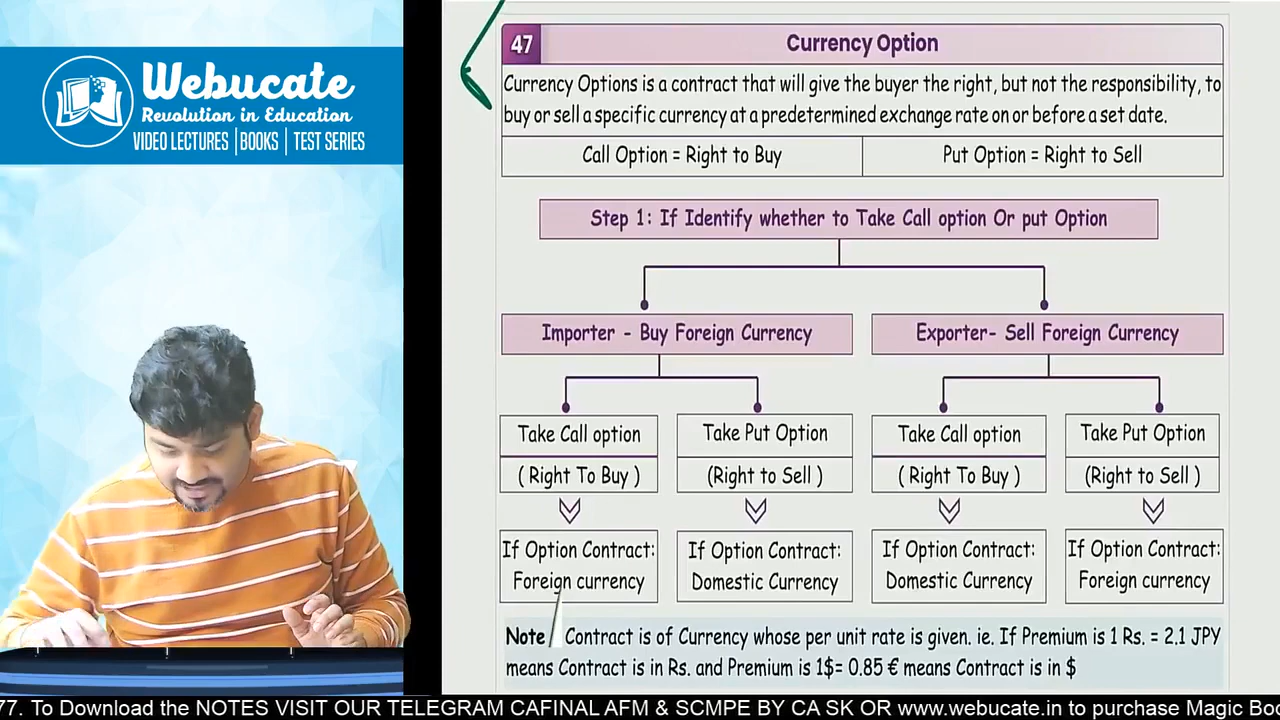 Webucate
Revolution in Education
VIDEO LECTURES | BOOKS | TEST SERIES
47
Currency Option
Currency Options is a contract that will give the buyer the right, but not the responsibility, to
buy or sell a specific currency at a predetermined exchange rate on or before a set date.
Call Option = Right to Buy
Put Option = Right to Sell
Step 1: If Identify whether to Take Call option Or put Option
Importer - Buy Foreign Currency
Exporter- Sell Foreign Currency
Take Call option
( Right To Buy )
If Option Contract:
Foreign currency
Take Put Option
(Right to Sell )
If Option Contract:
Domestic Currency
Take Call option
( Right To Buy )
If Option Contract:
Domestic Currency
Take Put Option
(Right to Sell )
If Option Contract:
Foreign currency
Note Contract is of Currency whose per unit rate is given. ie. If Premium is 1 Rs. = 2.1 JPY
means Contract is in Rs. and Premium is 1$= 0.85 € means Contract is in $
77. To Download the NOTES VISIT OUR TELEGRAM CAFINAL AFM & SCMPE BY CA SK OR www.webucate.in to purchase Magic Boo